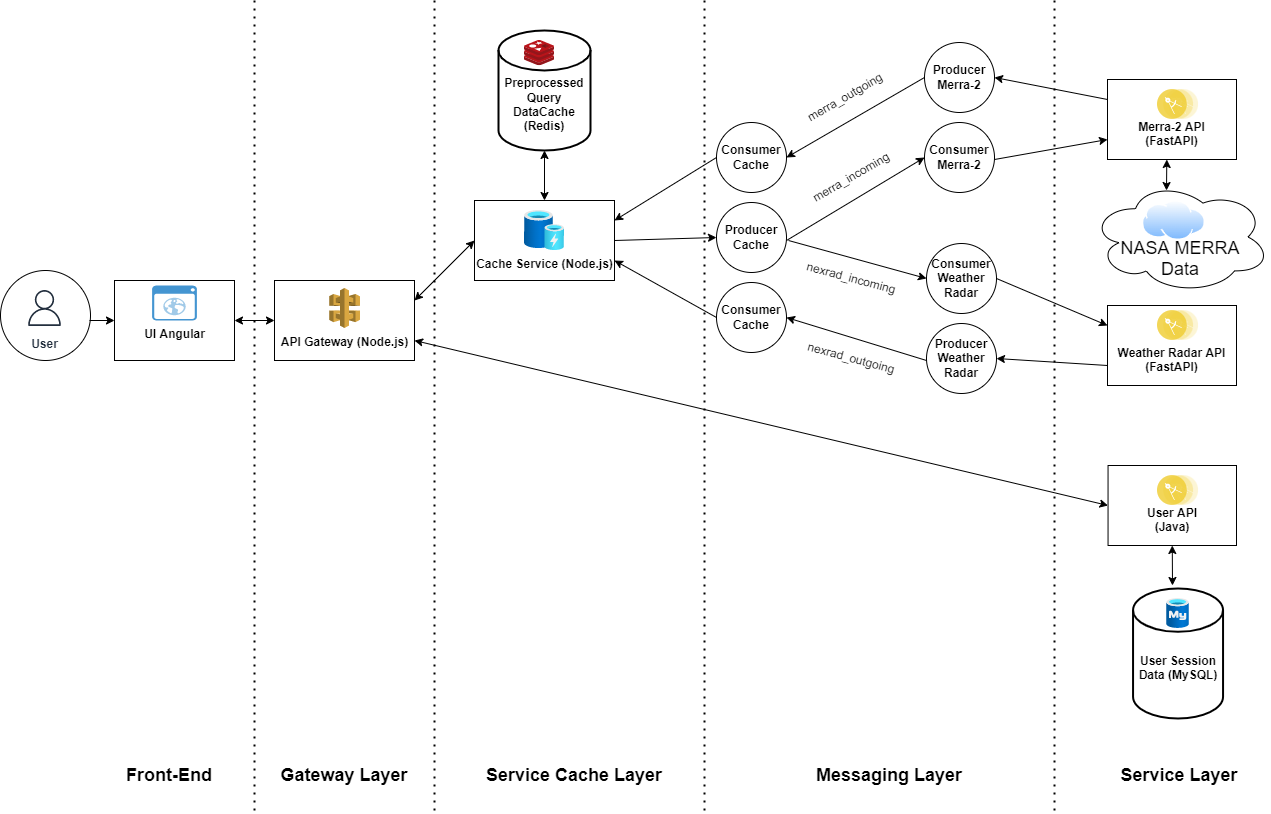 Preprocessed
Query
DataCache
(Redis)
Cache Service (Node.js)
User
UI Angular
API Gateway (Node.js)
Consumer
Cache
Producer
Cache
Consumer
Cache
merra_outgoing
merra_incoming
nexrad_incoming
nexrad_outgoing
Producer
Merra-2
Consumer
Merra-2
Consumer
Weather
Radar
Producer
Weather
Radar
Merra-2 API
(FastAPI)
NASA MERRA
Data
Weather Radar API
(FastAPI)
User API
(Java)
My
User Session
Data (MySQL)
Front-End
Gateway Layer
Service Cache Layer
Messaging Layer
Service Layer